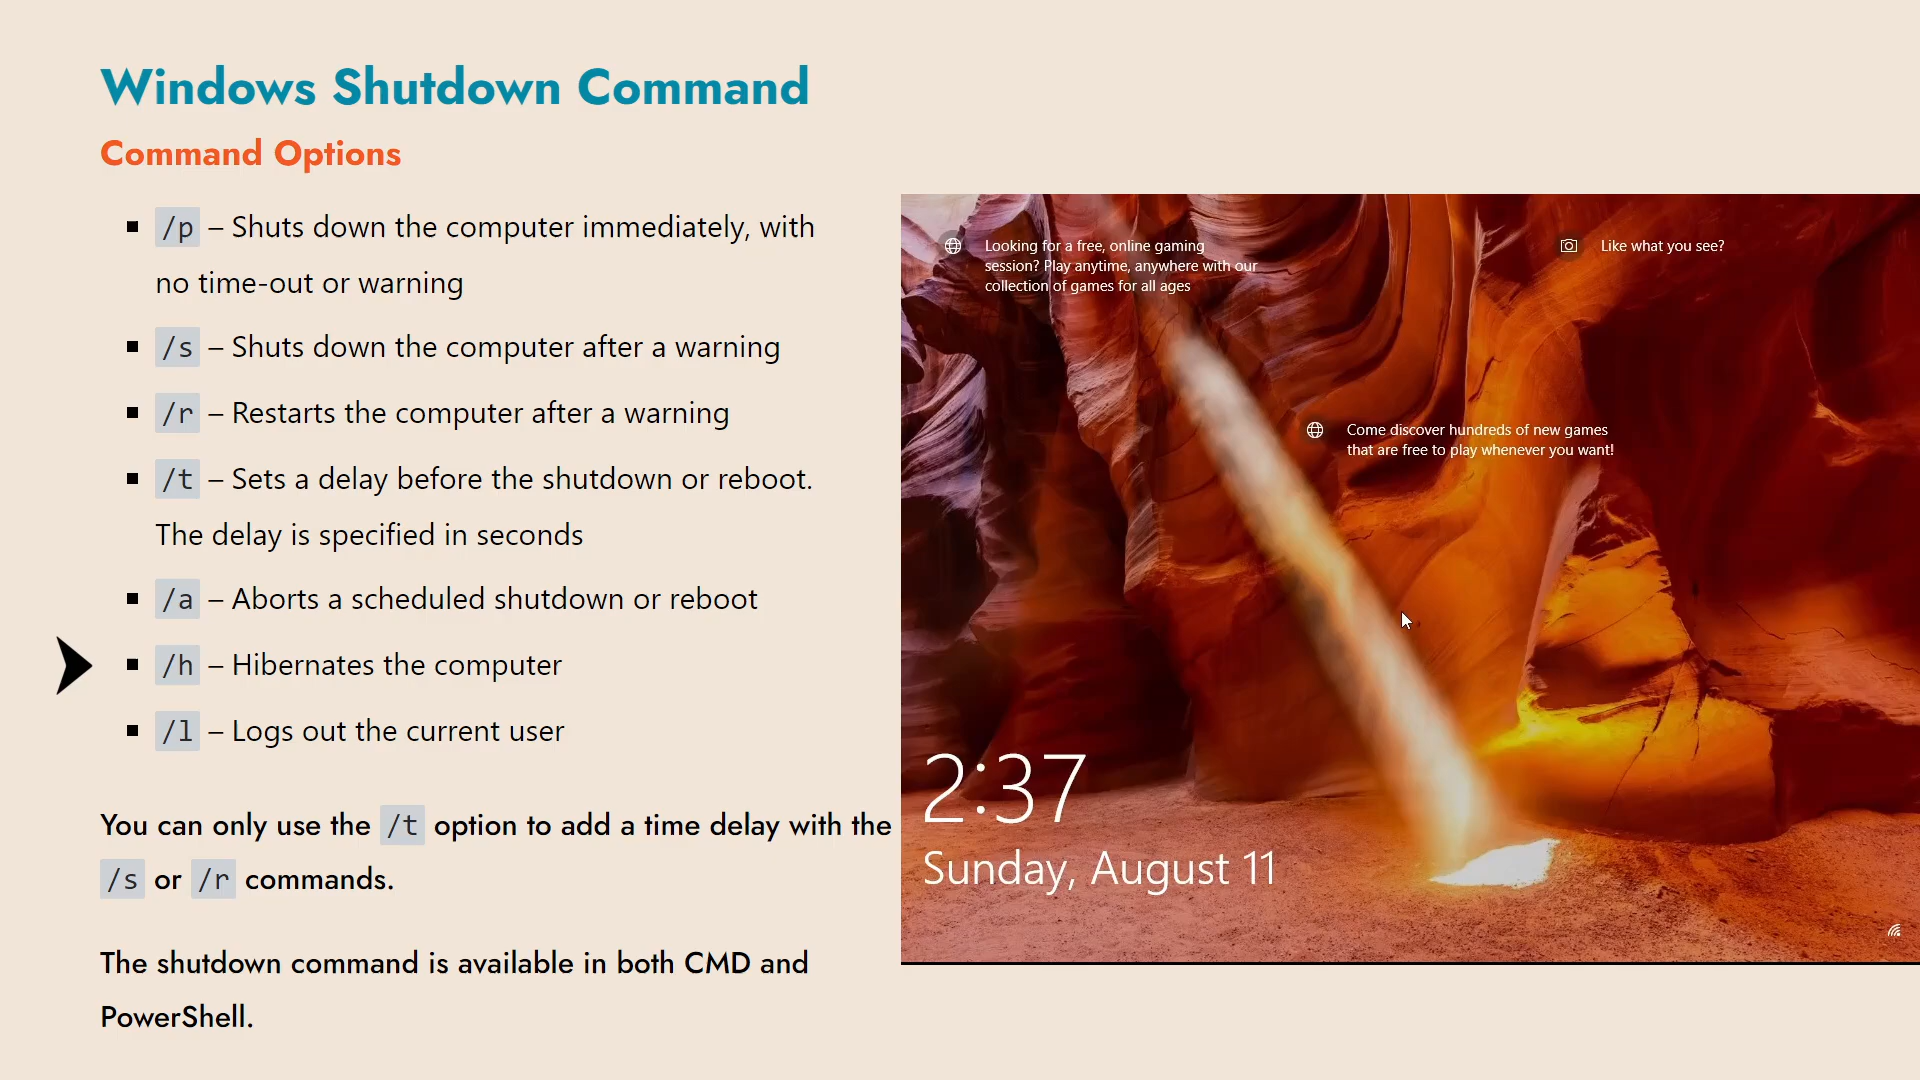 Windows Shutdown Command
Command Options
/p – Shuts down the computer immediately, with
no time-out or warning
/s – Shuts down the computer after a warning
/r – Restarts the computer after a warning
/t – Sets a delay before the shutdown or reboot.
The delay is specified in seconds
/a – Aborts a scheduled shutdown or reboot
/h – Hibernates the computer
/l – Logs out the current user
You can only use the /t option to add a time delay with the
/s or /r commands.
The shutdown command is available in both CMD and
PowerShell.
Looking for a free, online gaming
session? Play anytime, anywhere with our
collection of games for all ages
Like what you see?
Come discover hundreds of new games
that are free to play whenever you want!
2:37
Sunday, August 11